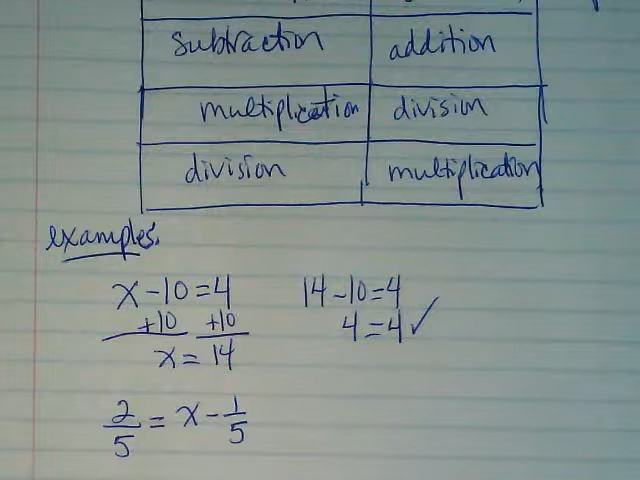 subtraction addition
multiplication division
division multiplication
examples:
x - 10 = 4 14 - 10 = 4
+10 +10 4 = 4 ✓
x = 14
2/5 = x - 1/5